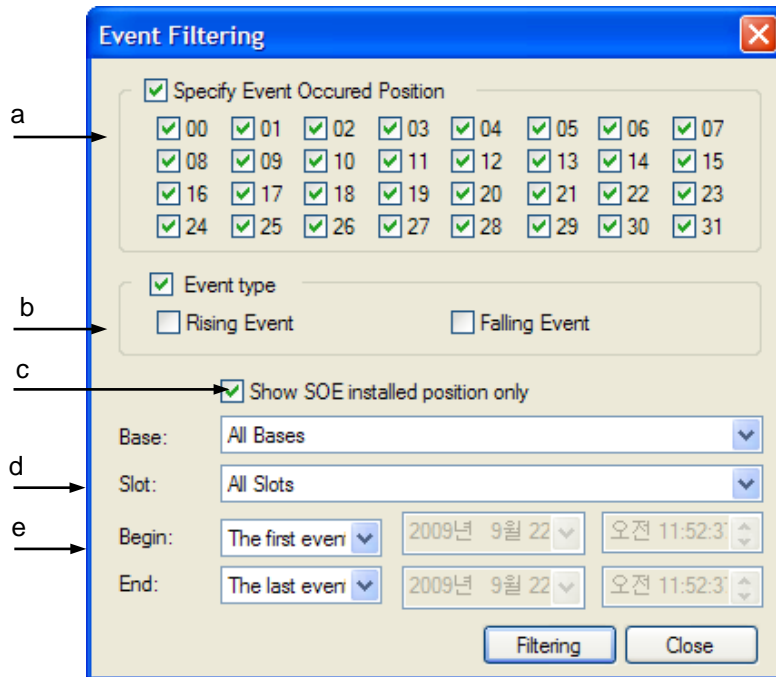 Event Filtering
a
Specify Event Occured Position
00 01 02 03 04 05 06 07
08 09 10 11 12 13 14 15
16 17 18 19 20 21 22 23
24 25 26 27 28 29 30 31
b
Event type
Rising Event Falling Event
c
Show SOE installed position only
Base: All Bases
d
Slot: All Slots
e
Begin: The first even 2009년 9월 22 오전 11:52:3
End: The last even 2009년 9월 22 오전 11:52:3
Filtering Close